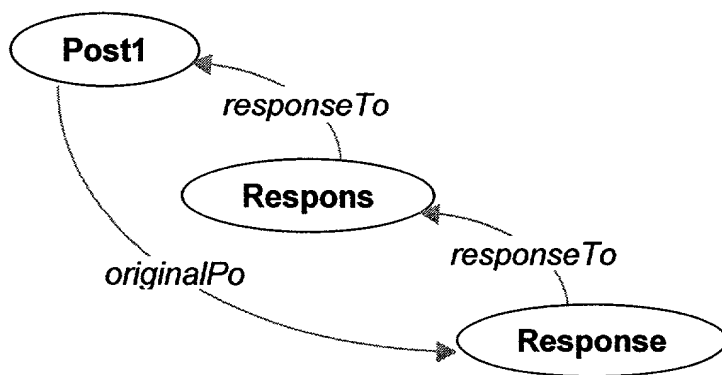 Post1
responseTo
Respons
responseTo
originalPo
Response